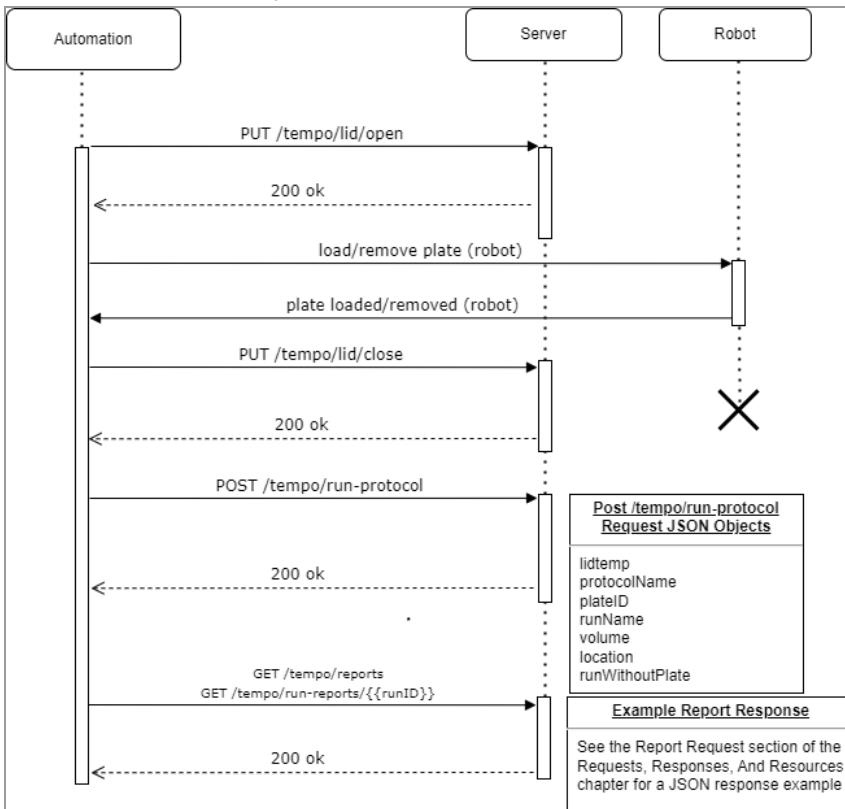 Automation
Server
Robot
PUT /tempo/lid/open
200 ok
load/remove plate (robot)
plate loaded/removed (robot)
PUT /tempo/lid/close
200 ok
POST /tempo/run-protocol
Post /tempo/run-protocol
Request JSON Objects
lidtemp
protocolName
plateID
runName
volume
location
runWithoutPlate
200 ok
GET /tempo/reports
GET /tempo/run-reports/{{runID}}
Example Report Response
See the Report Request section of the
Requests, Responses, And Resources
chapter for a JSON response example
200 ok